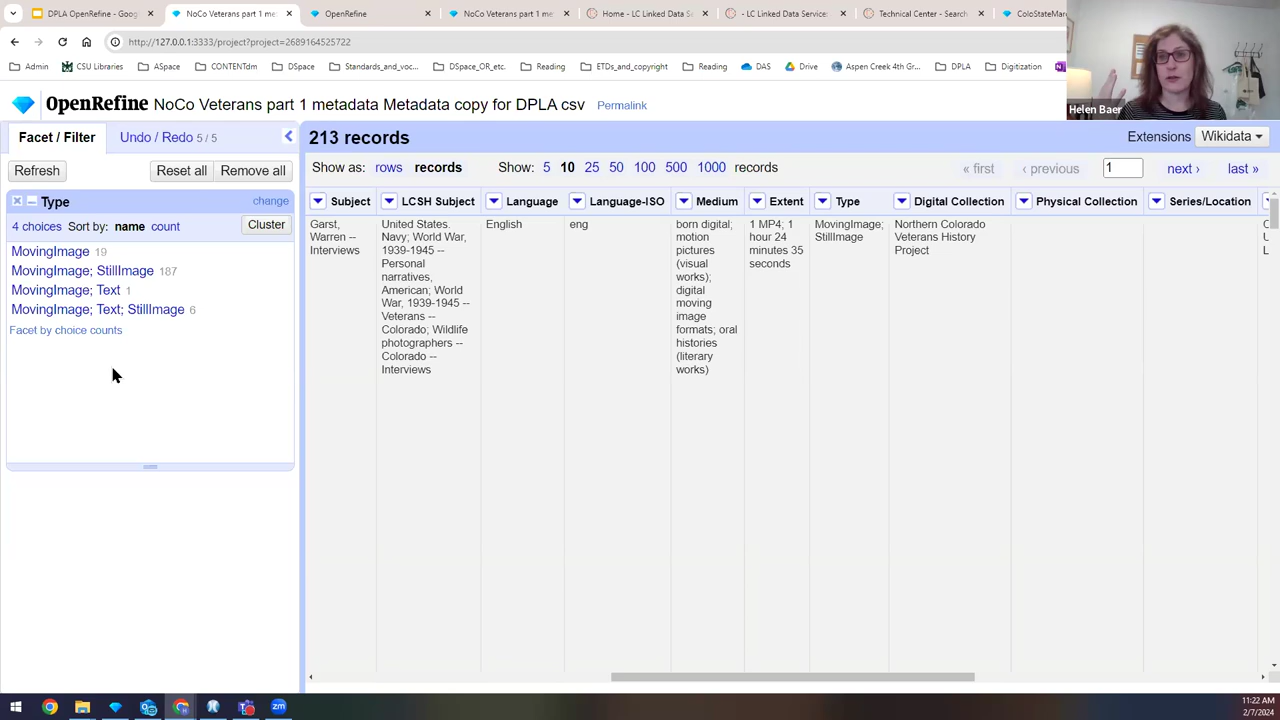 DPLA OpenRefine - Goog
NoCo Veterans part 1 me
OpenRefine
NoCo Veterans part 1 me
Home - LC Linked Data Se
- LC Linked Data Service:
Technical Center - Search
ColoStateMar
127.0.0.1:3333/project?project=2689164525722
Admin
CSU Libraries
ASpace
CONTENTdm
DSpace
Standards_and_voc...
DSpace_OR_etc.
Reading
ETDs_and_copyright
Reading
DAS
Drive
Aspen Creek 4th Gr...
DPLA
Digitization
Helen Baer
OpenRefine NoCo Veterans part 1 metadata Metadata copy for DPLA csv Permalink
Facet / Filter
Undo / Redo 5 / 5
213 records
Extensions Wikidata
Refresh
Reset all
Remove all
Show as: rows records
Show: 5 10 25 50 100 500 1000 records
« first
‹ previous
1
next ›
last »
Type
change
4 choices Sort by: name count
Cluster
MovingImage 19
MovingImage; StillImage 187
MovingImage; Text 1
MovingImage; Text; StillImage 6
Facet by choice counts
Subject
LCSH Subject
Language
Language-ISO
Medium
Extent
Type
Digital Collection
Physical Collection
Series/Location
Garst,
Warren --
Interviews
United States.
Navy; World War,
1939-1945 --
Personal
narratives,
American; World
War, 1939-1945 --
Veterans --
Colorado; Wildlife
photographers --
Colorado --
Interviews
English
eng
born digital;
motion
pictures
(visual
works);
digital
moving
image
formats; oral
histories
(literary
works)
1 MP4; 1
hour 24
minutes 35
seconds
MovingImage;
StillImage
Northern Colorado
Veterans History
Project
11:22 AM
2/7/2024